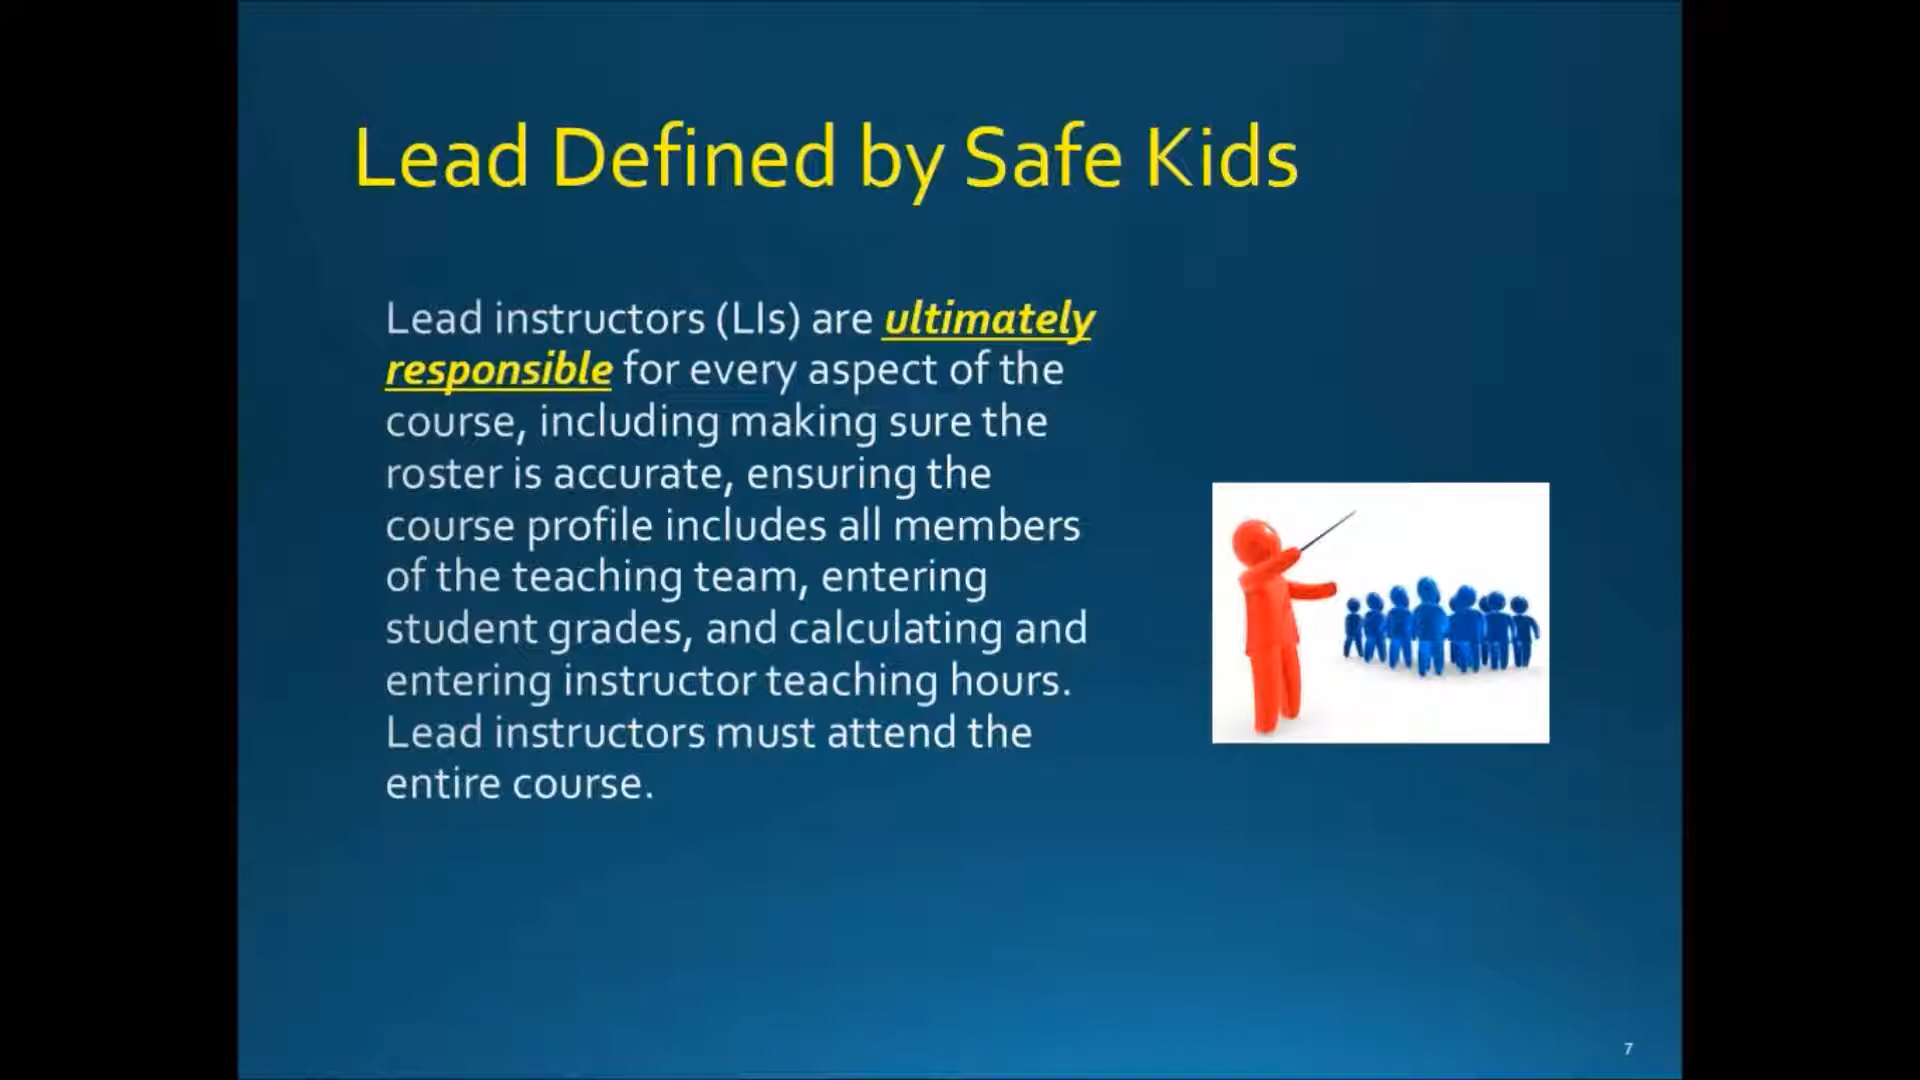 Lead Defined by Safe Kids
Lead instructors (LIs) are ultimately
responsible for every aspect of the
course, including making sure the
roster is accurate, ensuring the
course profile includes all members
of the teaching team, entering
student grades, and calculating and
entering instructor teaching hours.
Lead instructors must attend the
entire course.
7